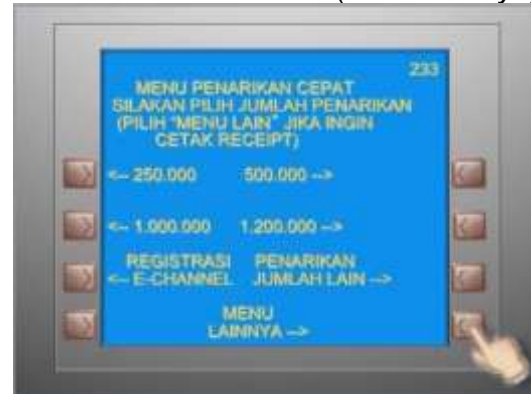 233
MENU PENARIKAN CEPAT
SILAKAN PILIH JUMLAH PENARIKAN
(PILIH "MENU LAIN" JIKA INGIN
CETAK RECEIPT)
<-- 250.000 500.000 -->
<-- 1.000.000 1.200.000 -->
REGISTRASI PENARIKAN
<-- E-CHANNEL JUMLAH LAIN -->
MENU
LAINNYA -->